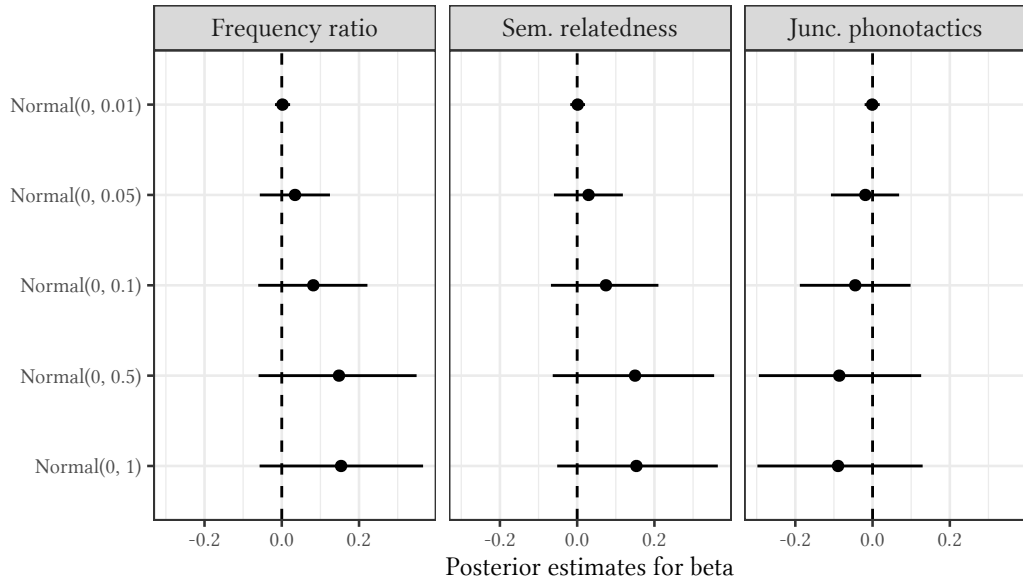 Frequency ratio Sem. relatedness Junc. phonotactics
Normal(0, 0.01)
Normal(0, 0.05)
Normal(0, 0.1)
Normal(0, 0.5)
Normal(0, 1)
-0.2 0.0 0.2 -0.2 0.0 0.2 -0.2 0.0 0.2
Posterior estimates for beta